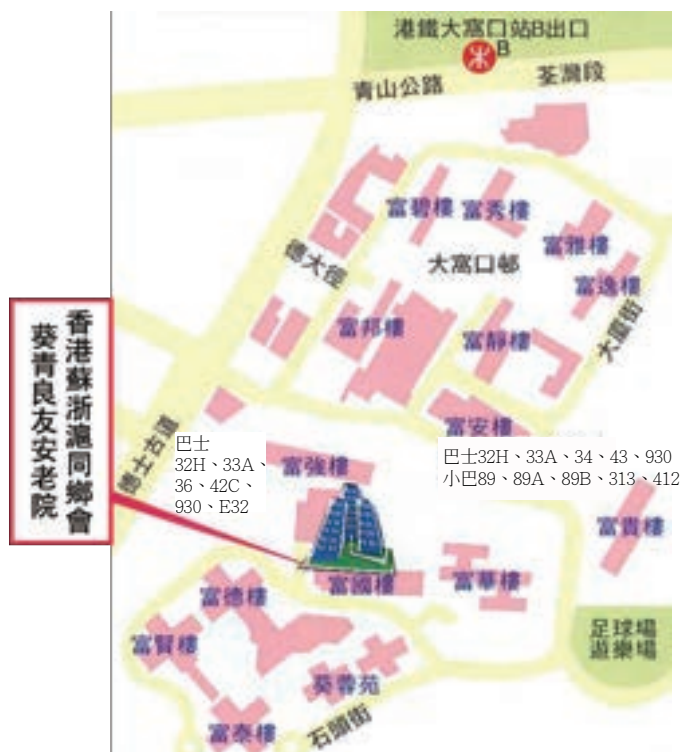 港鐵大窩口站B出口
B
青山公路
荃灣段
富碧樓
富秀樓
富雅樓
德大徑
大窩口邨
富逸樓
富邦樓
富靜樓
大廈街
香港蘇浙滬同鄉會
葵青良友安老院
富安樓
德士古道
巴士
32H、33A、
36、42C、
930、E32
巴士32H、33A、34、43、930
小巴89、89A、89B、313、412
富強樓
富貴樓
富國樓
富華樓
富德樓
富賢樓
足球場
遊樂場
葵蓉苑
富泰樓
石頭街